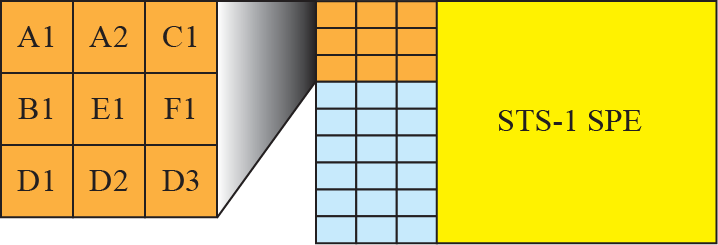 A1 A2 C1
B1 E1 F1
D1 D2 D3
STS-1 SPE